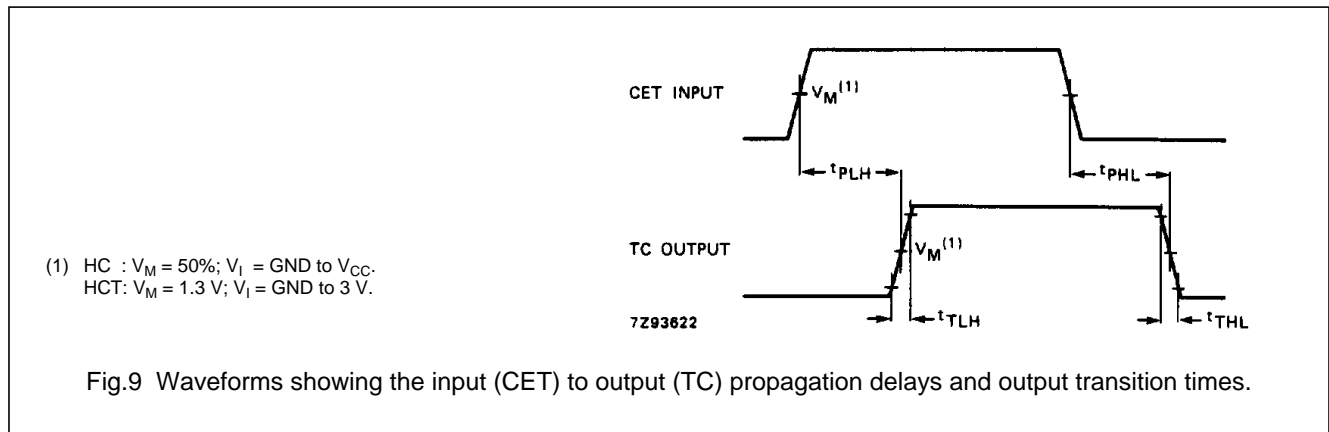 CET INPUT
V_M(1)
t_PLH
t_PHL
TC OUTPUT
V_M(1)
(1) HC : V_M = 50%; V_I = GND to V_CC.
HCT: V_M = 1.3 V; V_I = GND to 3 V.
7Z93622
t_TLH
t_THL
Fig.9 Waveforms showing the input (CET) to output (TC) propagation delays and output transition times.